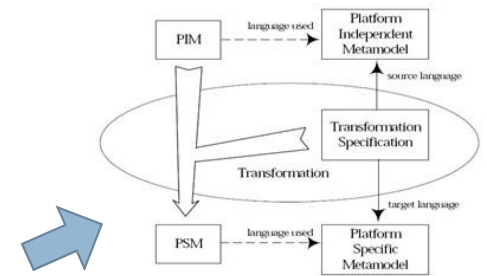 PIM
language used
Platform
Independent
Metamodel
source language
Transformation
Specification
Transformation
target language
PSM
language used
Platform
Specific
Metamodel